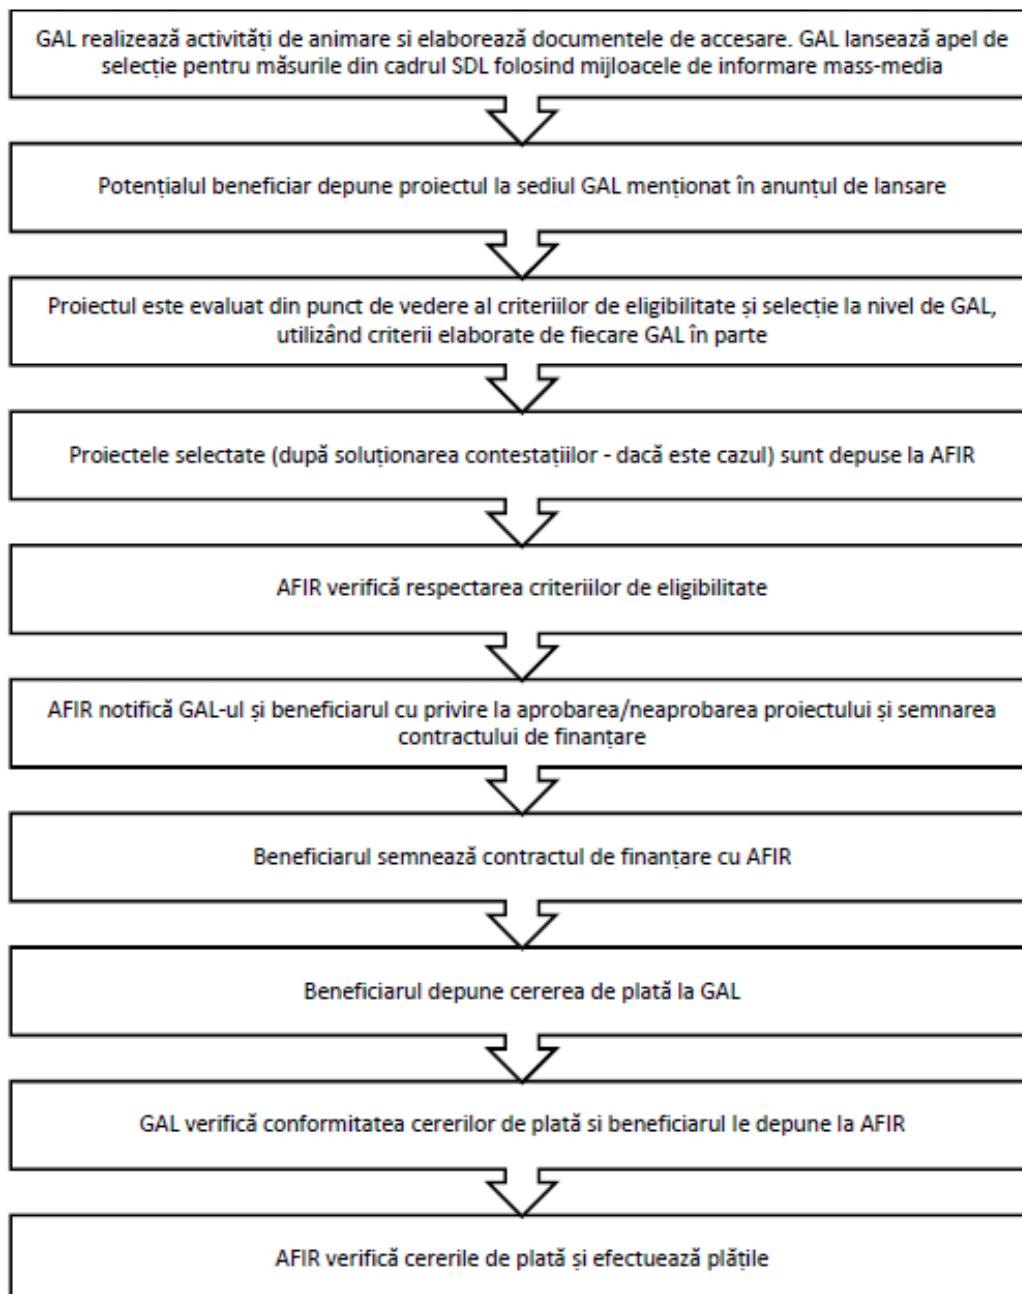 GAL realizează activități de animare si elaborează documentele de accesare. GAL lansează apel de
selecție pentru măsurile din cadrul SDL folosind mijloacele de informare mass-media
Potențialul beneficiar depune proiectul la sediul GAL menționat în anunțul de lansare
Proiectul este evaluat din punct de vedere al criteriilor de eligibilitate și selecție la nivel de GAL,
utilizând criterii elaborate de fiecare GAL în parte
Proiectele selectate (după soluționarea contestațiilor - dacă este cazul) sunt depuse la AFIR
AFIR verifică respectarea criteriilor de eligibilitate
AFIR notifică GAL-ul și beneficiarul cu privire la aprobarea/neaprobarea proiectului și semnarea
contractului de finanțare
Beneficiarul semnează contractul de finanțare cu AFIR
Beneficiarul depune cererea de plată la GAL
GAL verifică conformitatea cererilor de plată si beneficiarul le depune la AFIR
AFIR verifică cererile de plată și efectuează plățile